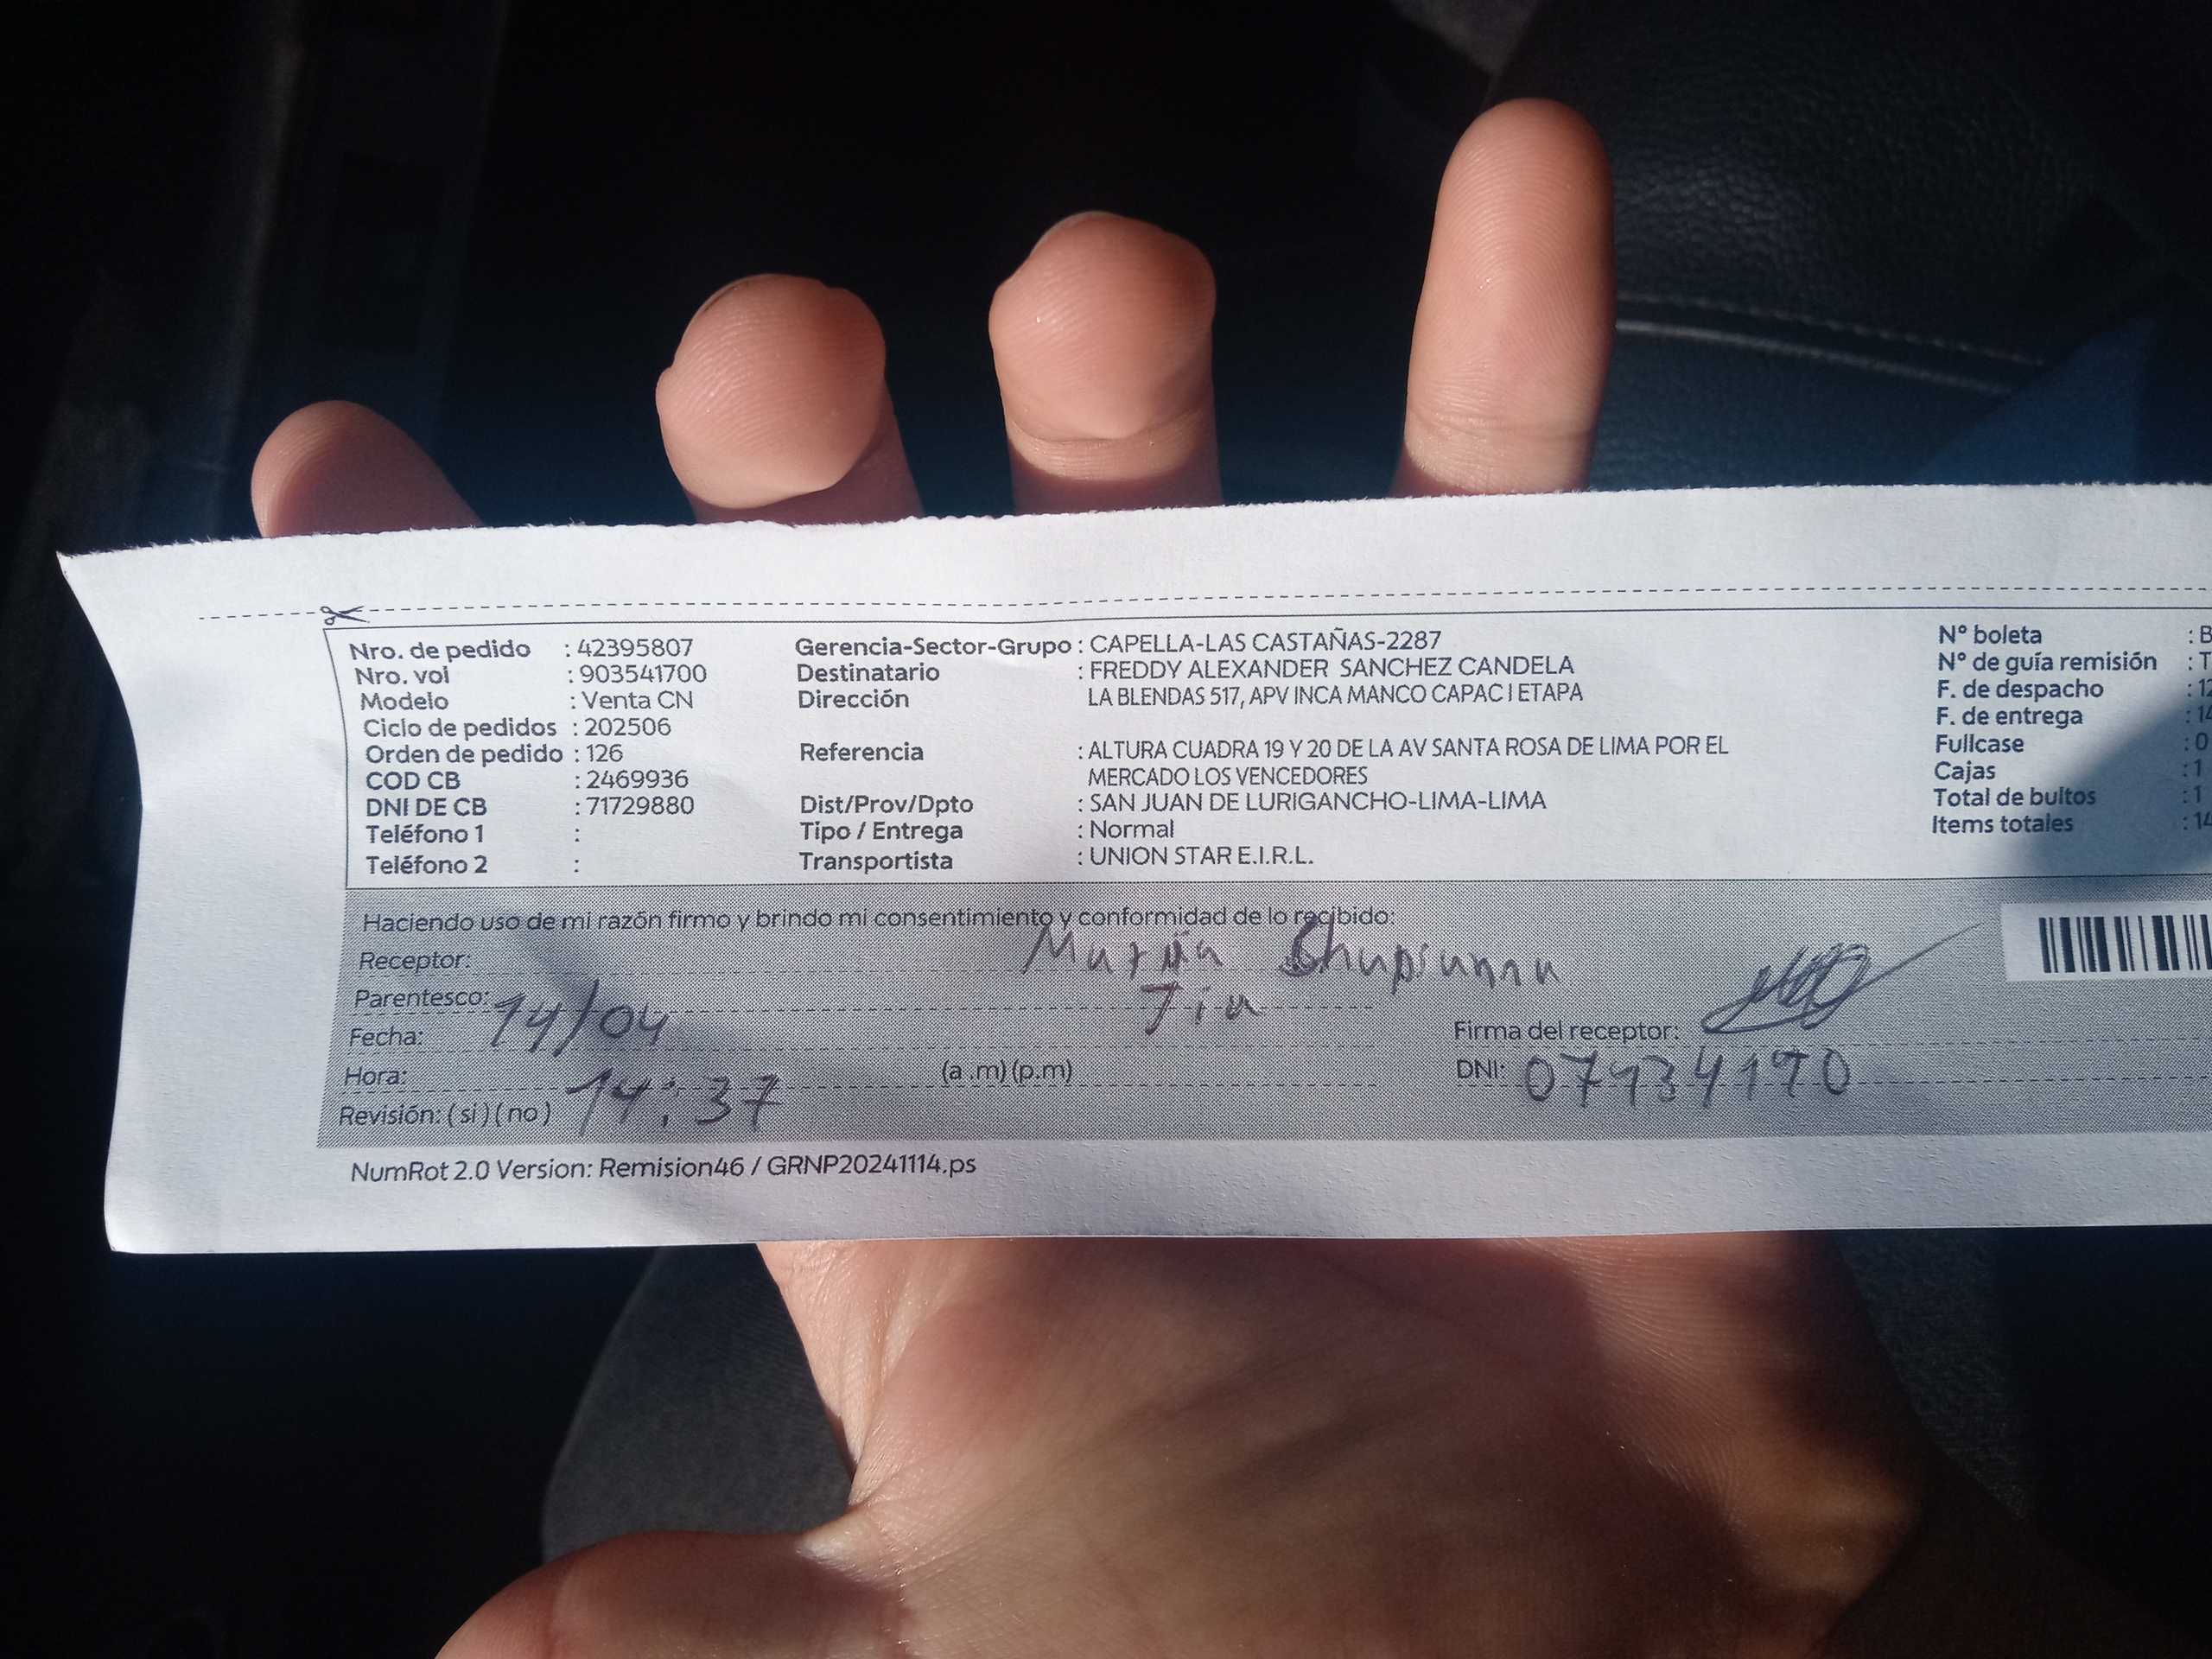 Nro. de pedido : 42395807
Nro. vol : 903541700
Modelo : Venta CN
Ciclo de pedidos : 202506
Orden de pedido : 126
COD CB : 2469936
DNI DE CB : 71729880
Teléfono 1 :
Teléfono 2 :
Gerencia-Sector-Grupo : CAPELLA-LAS CASTAÑAS-2287
Destinatario : FREDDY ALEXANDER SANCHEZ CANDELA
Dirección LA BLENDAS 517, APV INCA MANCO CAPAC I ETAPA
Referencia : ALTURA CUADRA 19 Y 20 DE LA AV SANTA ROSA DE LIMA POR EL
MERCADO LOS VENCEDORES
Dist/Prov/Dpto : SAN JUAN DE LURIGANCHO-LIMA-LIMA
Tipo / Entrega : Normal
Transportista : UNION STAR E.I.R.L.
N° boleta : B
N° de guía remisión : T
F. de despacho : 12
F. de entrega : 14
Fullcase : 0
Cajas : 1
Total de bultos : 1
Items totales : 14
Haciendo uso de mi razón firmo y brindo mi consentimiento y conformidad de lo recibido:
Receptor:
Parentesco: Tia
Fecha: 14/04
Hora: 14:37 (a .m) (p.m)
Revisión: ( si ) ( no )
Firma del receptor:
DNI:
NumRot 2.0 Version: Remision46 / GRNP20241114.ps